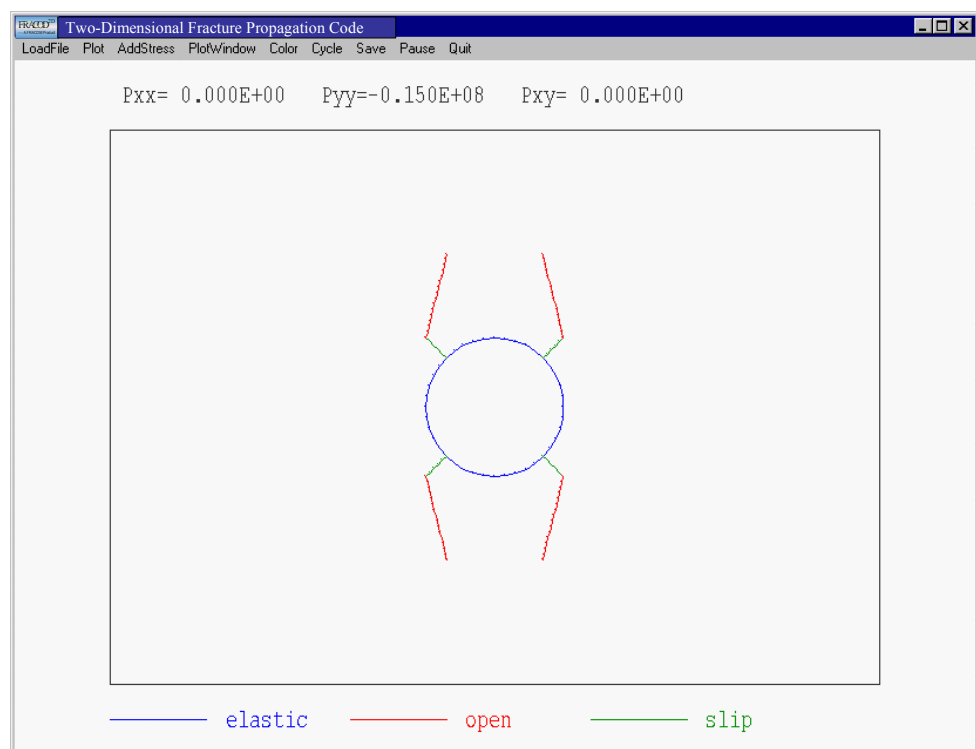 FRACOD2D Two-Dimensional Fracture Propagation Code
LoadFile Plot AddStress PlotWindow Color Cycle Save Pause Quit
Pxx= 0.000E+00 Pyy=-0.150E+08 Pxy= 0.000E+00
elastic open slip